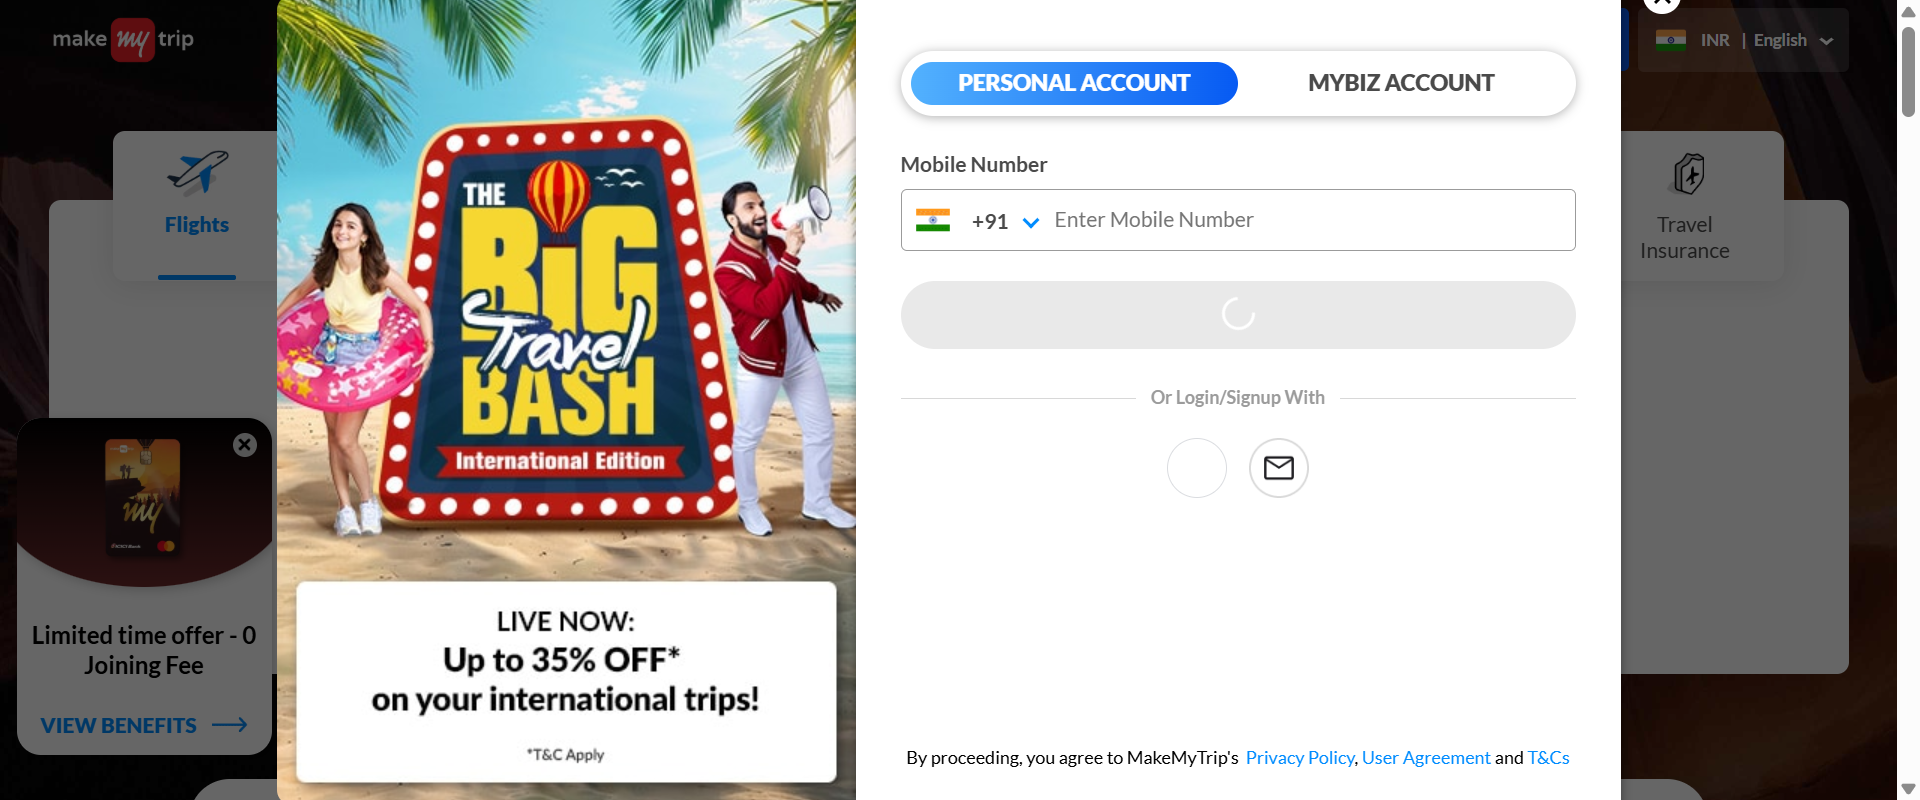 make my trip
INR | English
PERSONAL ACCOUNT
MYBIZ ACCOUNT
Mobile Number
+91 Enter Mobile Number
Or Login/Signup With
By proceeding, you agree to MakeMyTrip's Privacy Policy, User Agreement and T&Cs
Flights
Travel
Insurance
THE
BIG
Travel
BASH
International Edition
LIVE NOW:
Up to 35% OFF*
on your international trips!
*T&C Apply
my
Limited time offer - 0
Joining Fee
VIEW BENEFITS